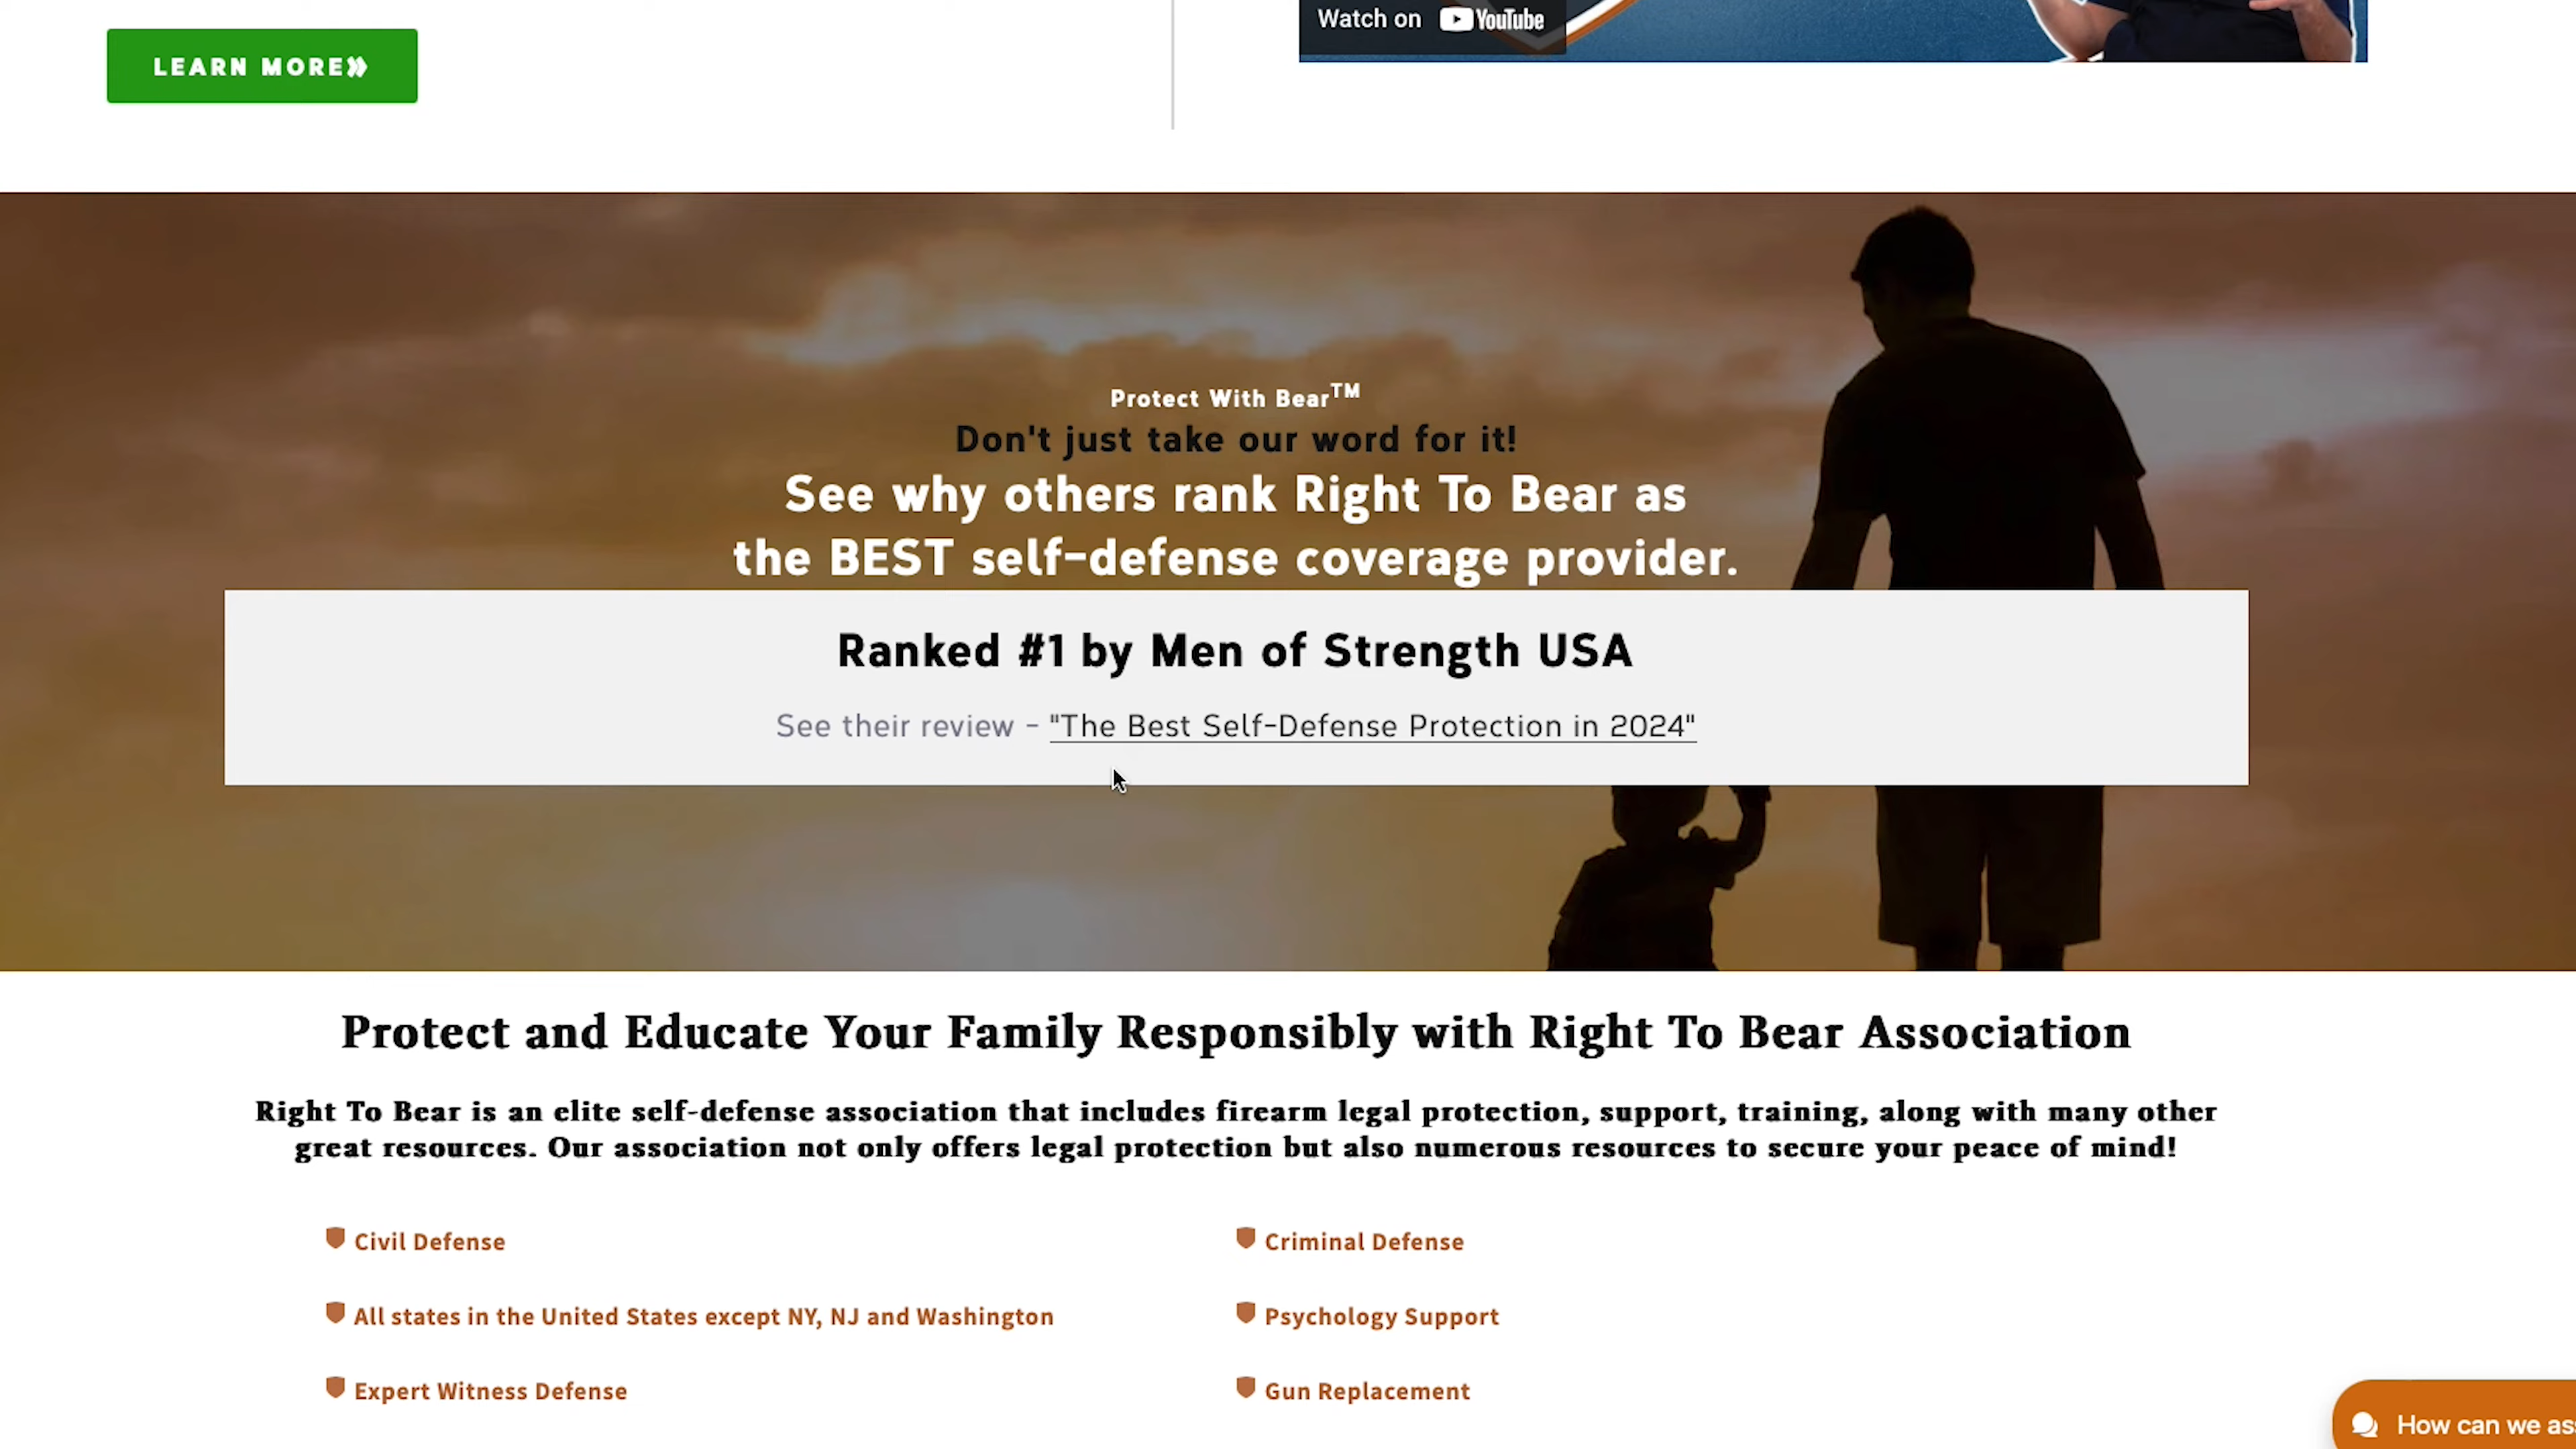 Watch on YouTube
LEARN MORE»
Protect With Bear™
Don't just take our word for it!
See why others rank Right To Bear as
the BEST self-defense coverage provider.
Ranked #1 by Men of Strength USA
See their review - "The Best Self-Defense Protection in 2024"
Protect and Educate Your Family Responsibly with Right To Bear Association
Right To Bear is an elite self-defense association that includes firearm legal protection, support, training, along with many other
great resources. Our association not only offers legal protection but also numerous resources to secure your peace of mind!
Civil Defense
Criminal Defense
All states in the United States except NY, NJ and Washington
Psychology Support
Expert Witness Defense
Gun Replacement
How can we as